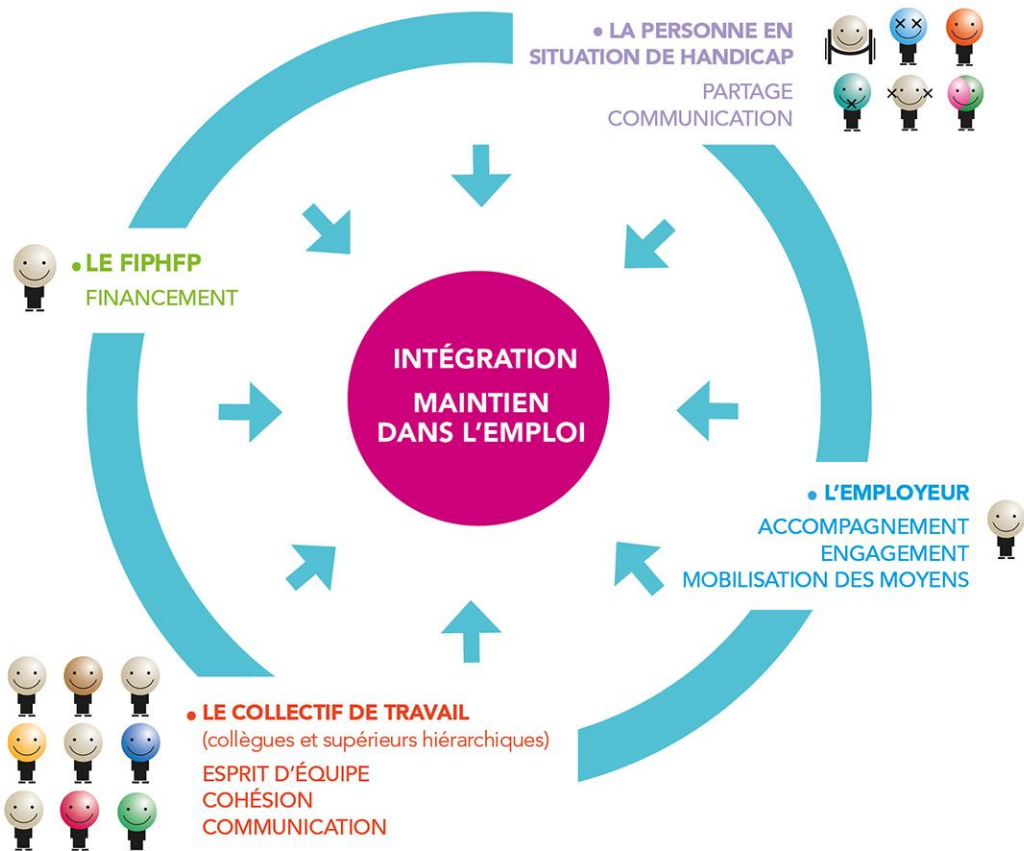 • LA PERSONNE EN
SITUATION DE HANDICAP
PARTAGE
COMMUNICATION
• LE FIPHFP
FINANCEMENT
INTÉGRATION
MAINTIEN
DANS L'EMPLOI
• L'EMPLOYEUR
ACCOMPAGNEMENT
ENGAGEMENT
MOBILISATION DES MOYENS
• LE COLLECTIF DE TRAVAIL
(collègues et supérieurs hiérarchiques)
ESPRIT D'ÉQUIPE
COHÉSION
COMMUNICATION